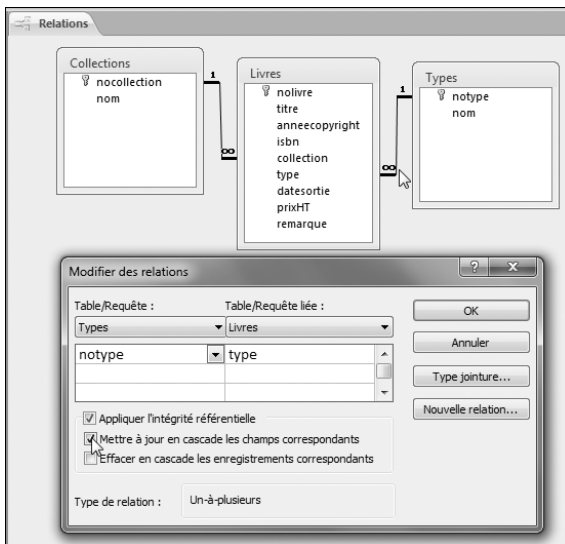 Relations
Collections
nocollection
nom
1
∞
Livres
nolivre
titre
anneecopyright
isbn
collection
type
datesortie
prixHT
remarque
1
∞
Types
notype
nom
Modifier des relations
?
X
Table/Requête :
Table/Requête liée :
Types
Livres
notype
type
OK
Annuler
Type jointure...
Nouvelle relation...
Appliquer l'intégrité référentielle
Mettre à jour en cascade les champs correspondants
Effacer en cascade les enregistrements correspondants
Type de relation :
Un-à-plusieurs